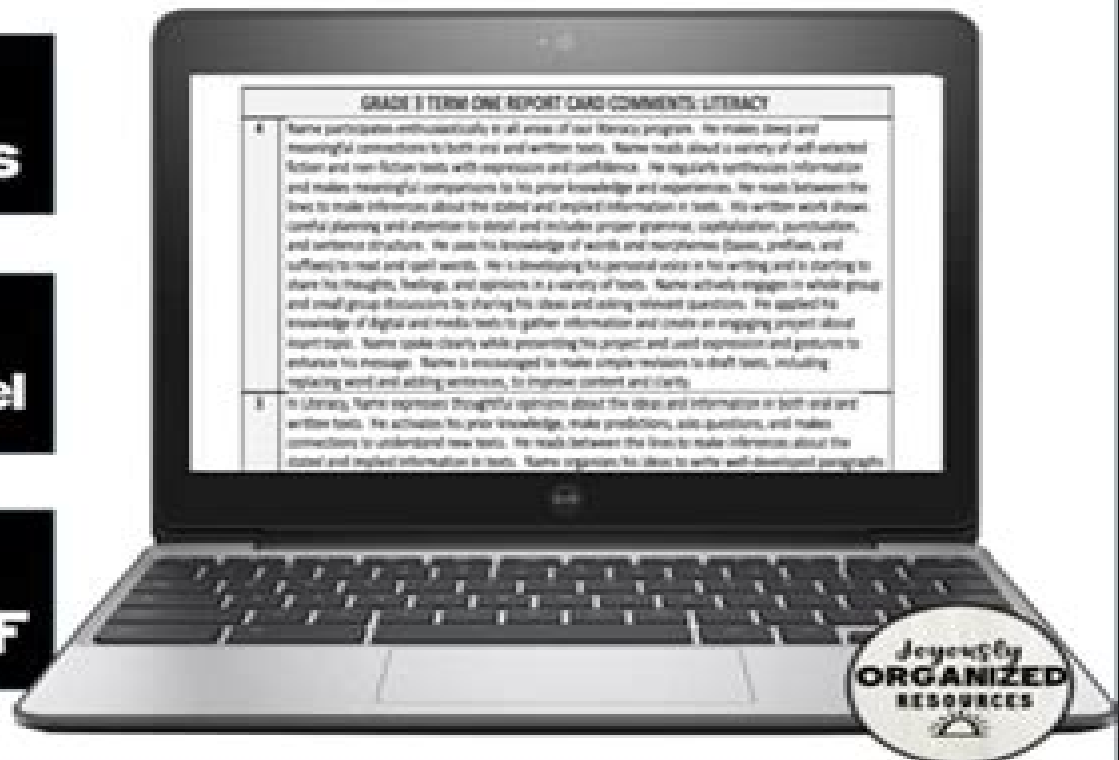 s
el
F
GRADE 3 TERM ONE REPORT CARD COMMENTS: LITERACY
4
Name participates enthusiastically in all areas of our literacy program. He makes deep and
meaningful connections to both oral and written texts. Name reads aloud a variety of self-selected
fiction and non-fiction texts with expression and confidence. He regularly synthesizes information
and makes meaningful comparisons to his prior knowledge and experiences. He reads between the
lines to make inferences about the stated and implied information in texts. His written work shows
careful planning and attention to detail and includes proper grammar, capitalization, punctuation,
and sentence structure. He uses his knowledge of words and morphemes (bases, prefixes, and
suffixes) to read and spell words. He is developing his personal voice in his writing and is starting to
share his thoughts, feelings, and opinions in a variety of texts. Name actively engages in whole group
and small group discussions by sharing his ideas and asking relevant questions. He applied his
knowledge of digital and media texts to gather information and create an engaging project about
insert topic. Name spoke clearly while presenting his project and used expression and gestures to
enhance his message. Name is encouraged to make simple revisions to draft texts, including
replacing word and adding sentences, to improve content and clarity.
3
In Literacy, Name expresses thoughtful opinions about the ideas and information in both oral and
written texts. He activates his prior knowledge, make predictions, asks questions, and makes
connections to understand new texts. He reads between the lines to make inferences about the
stated and implied information in texts. Name organizes his ideas to write well-developed paragraphs
Joyously
ORGANIZED
RESOURCES